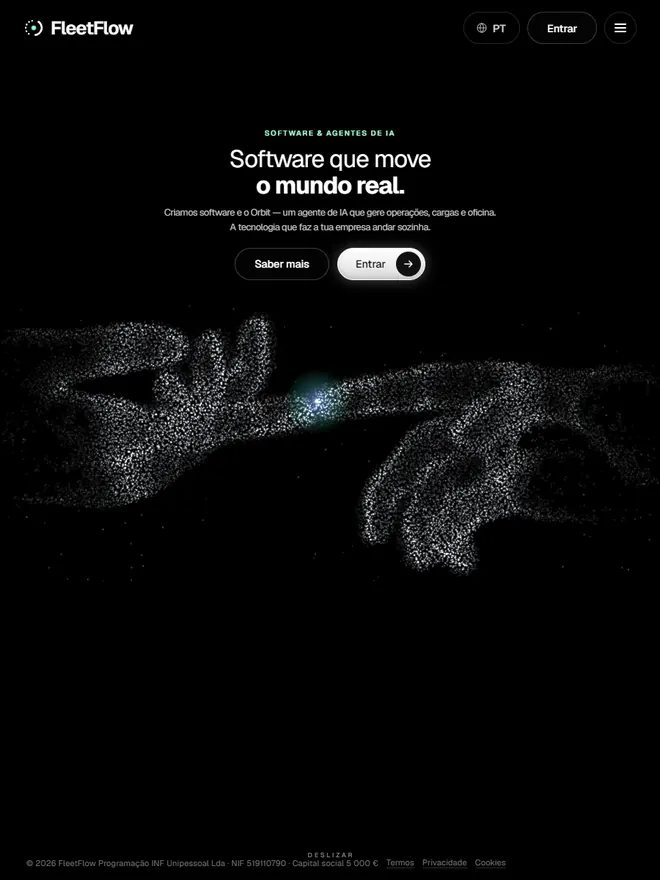 FleetFlow
PT
Entrar
SOFTWARE & AGENTES DE IA
Software que move
o mundo real.
Criamos software e o Orbit — um agente de IA que gere operações, cargas e oficina.
A tecnologia que faz a tua empresa andar sozinha.
Saber mais
Entrar
DESLIZAR
© 2026 FleetFlow Programação INF Unipessoal Lda · NIF 519110790 · Capital social 5 000 € Termos Privacidade Cookies